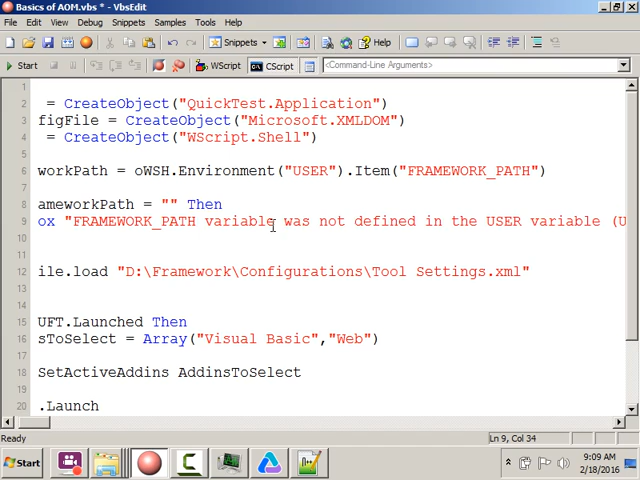 Basics of AOM.vbs * - VbsEdit
File Edit View Debug Snippets Samples Tools Help
Snippets Help
Start WScript CScript <Command-Line Arguments>
1
2 = CreateObject("QuickTest.Application")
3 figFile = CreateObject("Microsoft.XMLDOM")
4 = CreateObject("WScript.Shell")
5
6 workPath = oWSH.Environment("USER").Item("FRAMEWORK_PATH")
7
8 ameworkPath = "" Then
9 ox "FRAMEWORK_PATH variable was not defined in the USER variable (U
10
11
12 ile.load "D:\Framework\Configurations\Tool Settings.xml"
13
14
15 UFT.Launched Then
16 sToSelect = Array("Visual Basic","Web")
17
18 SetActiveAddins AddinsToSelect
19
20 .Launch
Ready Ln 9, Col 34
Start 9:09 AM
2/18/2016